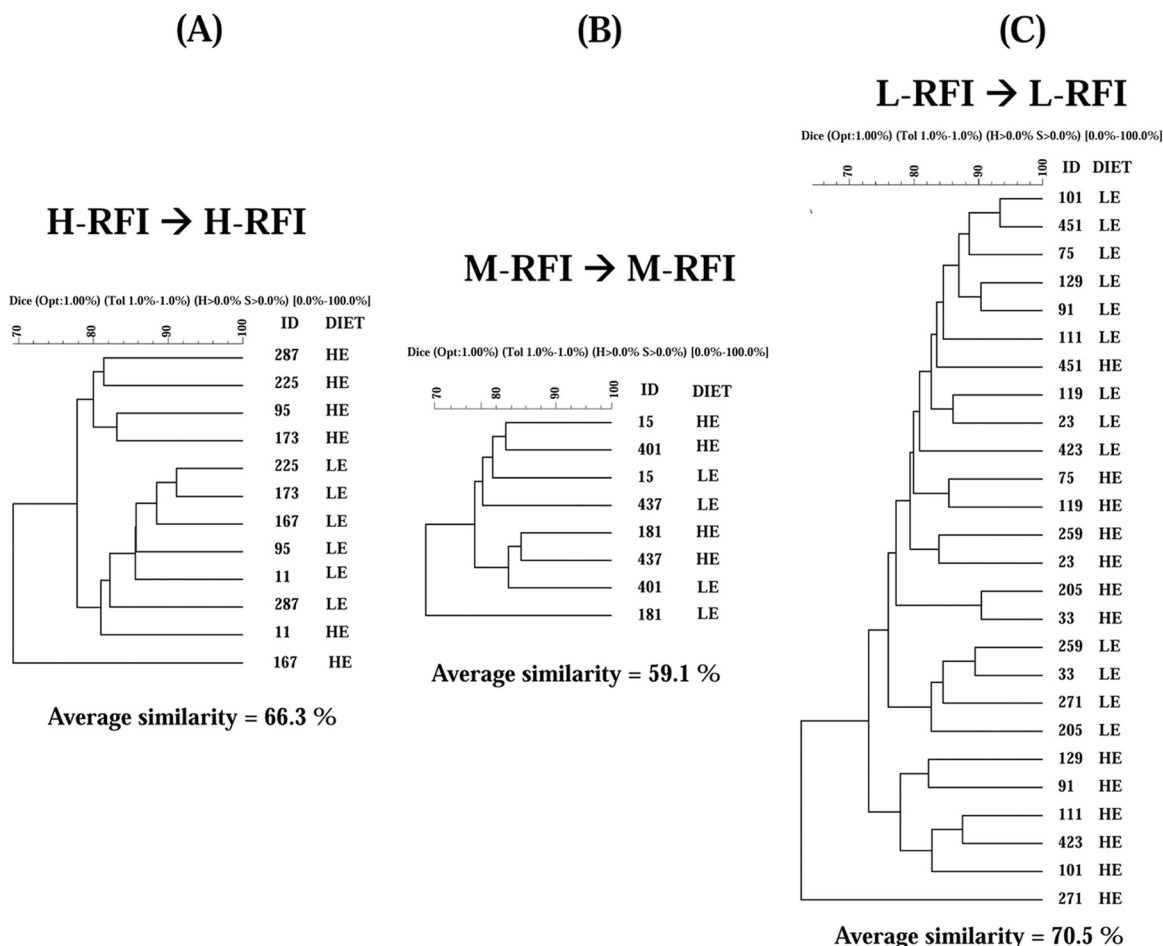 (A)
H-RFI → H-RFI
Dice (Opt:1.00%) (Tol 1.0%-1.0%) (H>0.0% S>0.0%) [0.0%-100.0%]
70 80 90 100
ID DIET
287 HE
225 HE
95 HE
173 HE
225 LE
173 LE
167 LE
95 LE
11 LE
287 LE
11 HE
167 HE
Average similarity = 66.3 %
(B)
M-RFI → M-RFI
Dice (Opt:1.00%) (Tol 1.0%-1.0%) (H>0.0% S>0.0%) [0.0%-100.0%]
70 80 90 100
ID DIET
15 HE
401 HE
15 LE
437 LE
181 HE
437 HE
401 LE
181 LE
Average similarity = 59.1 %
(C)
L-RFI → L-RFI
Dice (Opt:1.00%) (Tol 1.0%-1.0%) (H>0.0% S>0.0%) [0.0%-100.0%]
70 80 90 100
ID DIET
101 LE
451 LE
75 LE
129 LE
91 LE
111 LE
451 HE
119 LE
23 LE
423 LE
75 HE
119 HE
259 HE
23 HE
205 HE
33 HE
259 LE
33 LE
271 LE
205 LE
129 HE
91 HE
111 HE
423 HE
101 HE
271 HE
Average similarity = 70.5 %